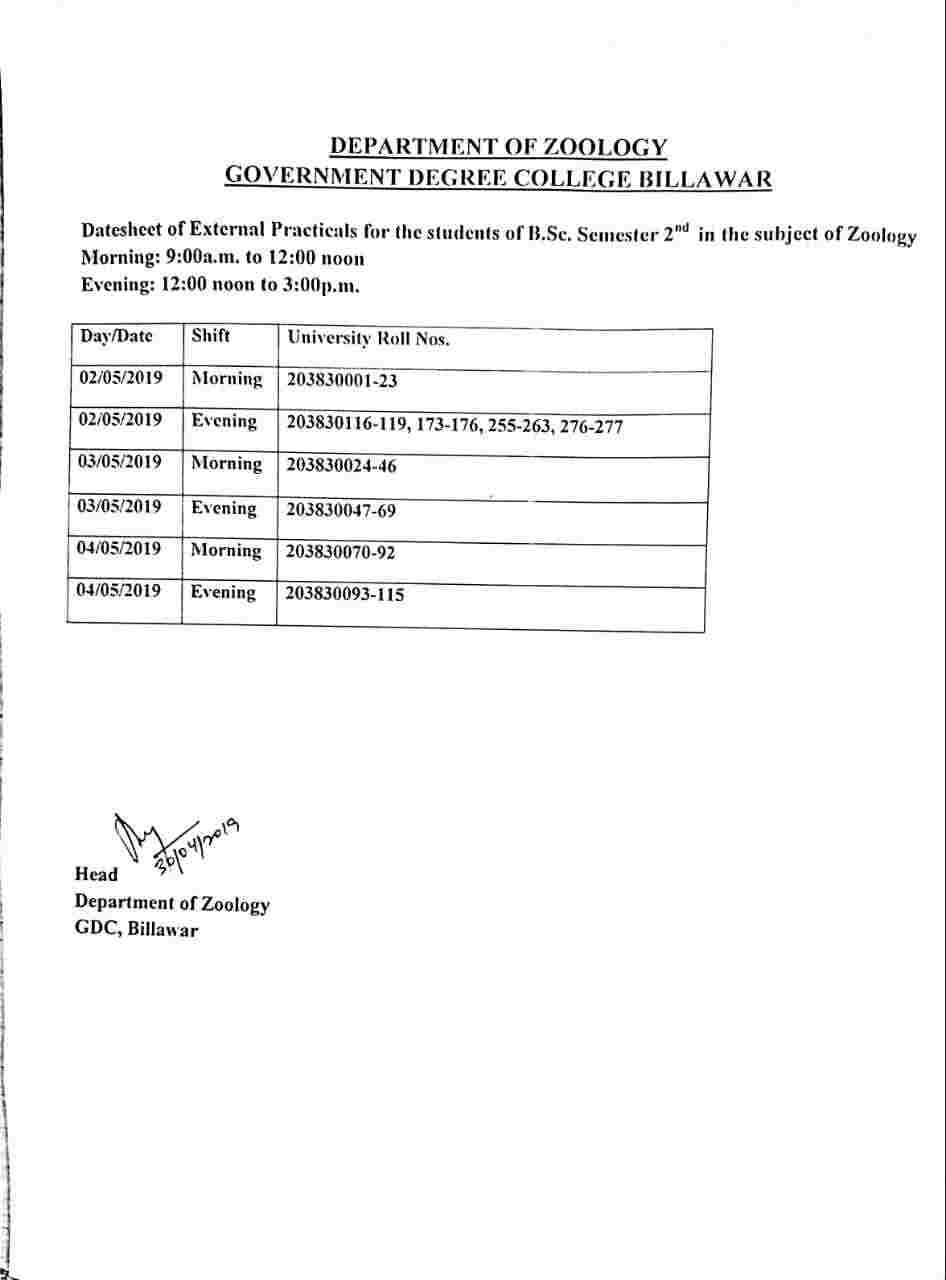 DEPARTMENT OF ZOOLOGY
GOVERNMENT DEGREE COLLEGE BILLAWAR
Datesheet of External Practicals for the students of B.Sc. Semester 2nd in the subject of Zoology
Morning: 9:00a.m. to 12:00 noon
Evening: 12:00 noon to 3:00p.m.
Day/Date Shift University Roll Nos.
02/05/2019 Morning 203830001-23
02/05/2019 Evening 203830116-119, 173-176, 255-263, 276-277
03/05/2019 Morning 203830024-46
03/05/2019 Evening 203830047-69
04/05/2019 Morning 203830070-92
04/05/2019 Evening 203830093-115
30/04/2019
Head
Department of Zoology
GDC, Billawar